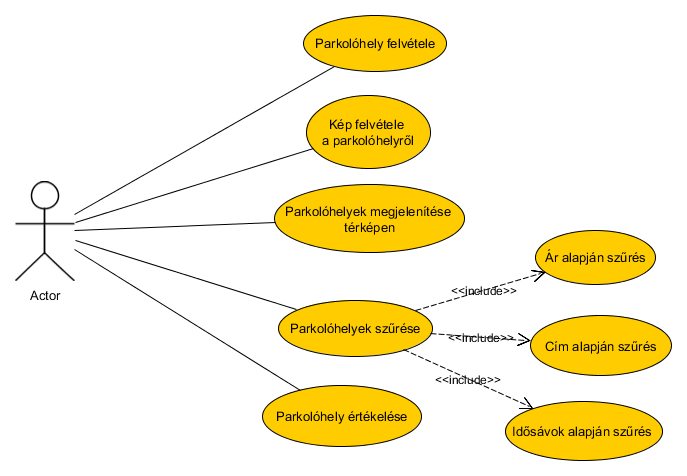 Parkolóhely felvétele
Kép felvétele
a parkolóhelyről
Parkolóhelyek megjelenítése
térképen
Actor
Parkolóhelyek szűrése
Parkolóhely értékelése
<<include>>
<<include>>
<<include>>
Ár alapján szűrés
Cím alapján szűrés
Idősávok alapján szűrés